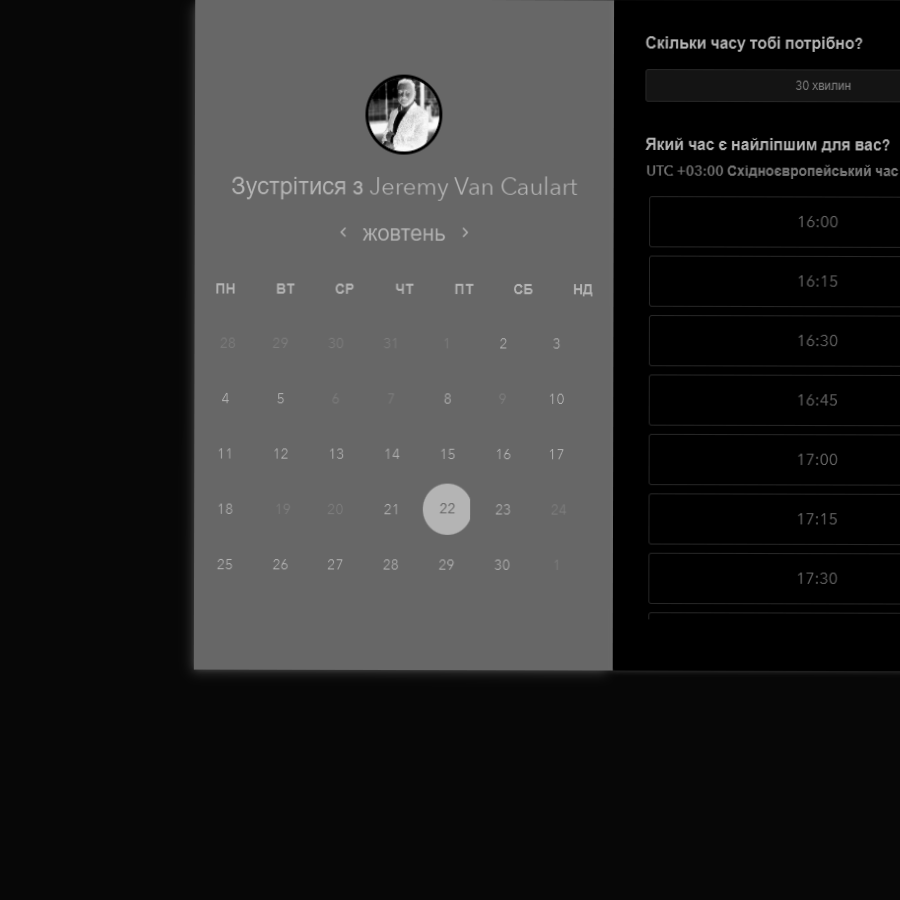 Зустрітися з Jeremy Van Caulart
‹ жовтень ›
ПН ВТ СР ЧТ ПТ СБ НД
28 29 30 31 1 2 3
4 5 6 7 8 9 10
11 12 13 14 15 16 17
18 19 20 21 22 23 24
25 26 27 28 29 30 1
Скільки часу тобі потрібно?
30 хвилин
Який час є найліпшим для вас?
UTC +03:00 Східноєвропейський час
16:00
16:15
16:30
16:45
17:00
17:15
17:30